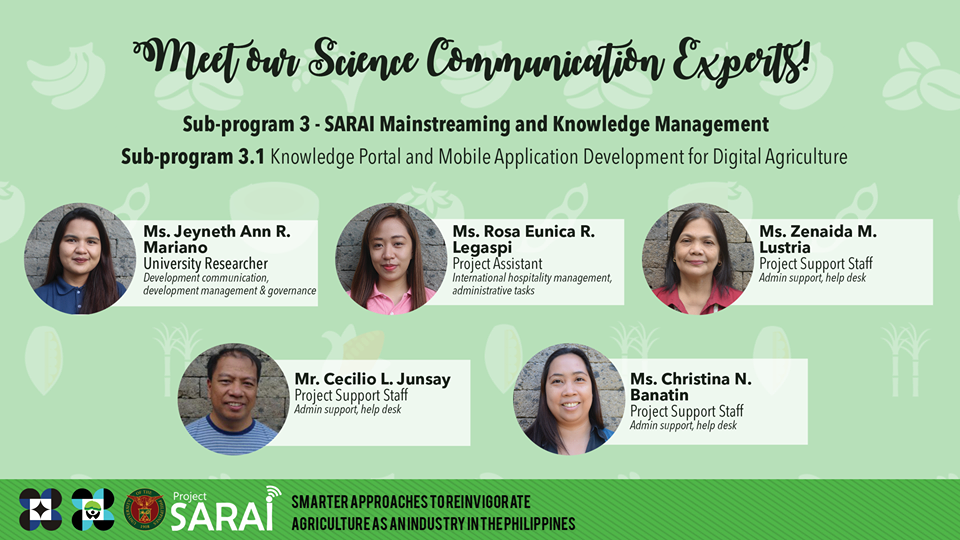 Meet our Science Communication Experts!
Sub-program 3 - SARAI Mainstreaming and Knowledge Management
Sub-program 3.1 Knowledge Portal and Mobile Application Development for Digital Agriculture
Ms. Jeyneth Ann R.
Mariano
University Researcher
Development communication,
development management & governance
Ms. Rosa Eunica R.
Legaspi
Project Assistant
International hospitality management,
administrative tasks
Ms. Zenaida M.
Lustria
Project Support Staff
Admin support, help desk
Mr. Cecilio L. Junsay
Project Support Staff
Admin support, help desk
Ms. Christina N.
Banatin
Project Support Staff
Admin support, help desk
Project
SARAI
SMARTER APPROACHES TO REINVIGORATE
AGRICULTURE AS AN INDUSTRY IN THE PHILIPPINES